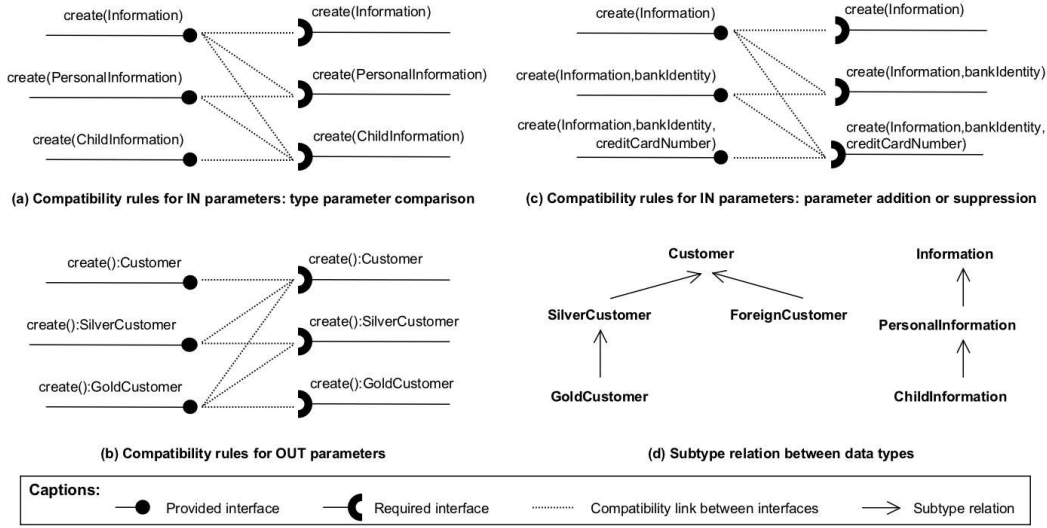 create(Information)
create(Information)
create(PersonalInformation)
create(PersonalInformation)
create(ChildInformation)
create(ChildInformation)
(a) Compatibility rules for IN parameters: type parameter comparison
create(Information)
create(Information)
create(Information,bankIdentity)
create(Information,bankIdentity)
create(Information,bankIdentity,
creditCardNumber)
create(Information,bankIdentity,
creditCardNumber)
(c) Compatibility rules for IN parameters: parameter addition or suppression
create():Customer
create():Customer
create():SilverCustomer
create():SilverCustomer
create():GoldCustomer
create():GoldCustomer
(b) Compatibility rules for OUT parameters
Customer
Information
SilverCustomer
ForeignCustomer
PersonalInformation
GoldCustomer
ChildInformation
(d) Subtype relation between data types
Captions:
Provided interface
Required interface
Compatibility link between interfaces
Subtype relation